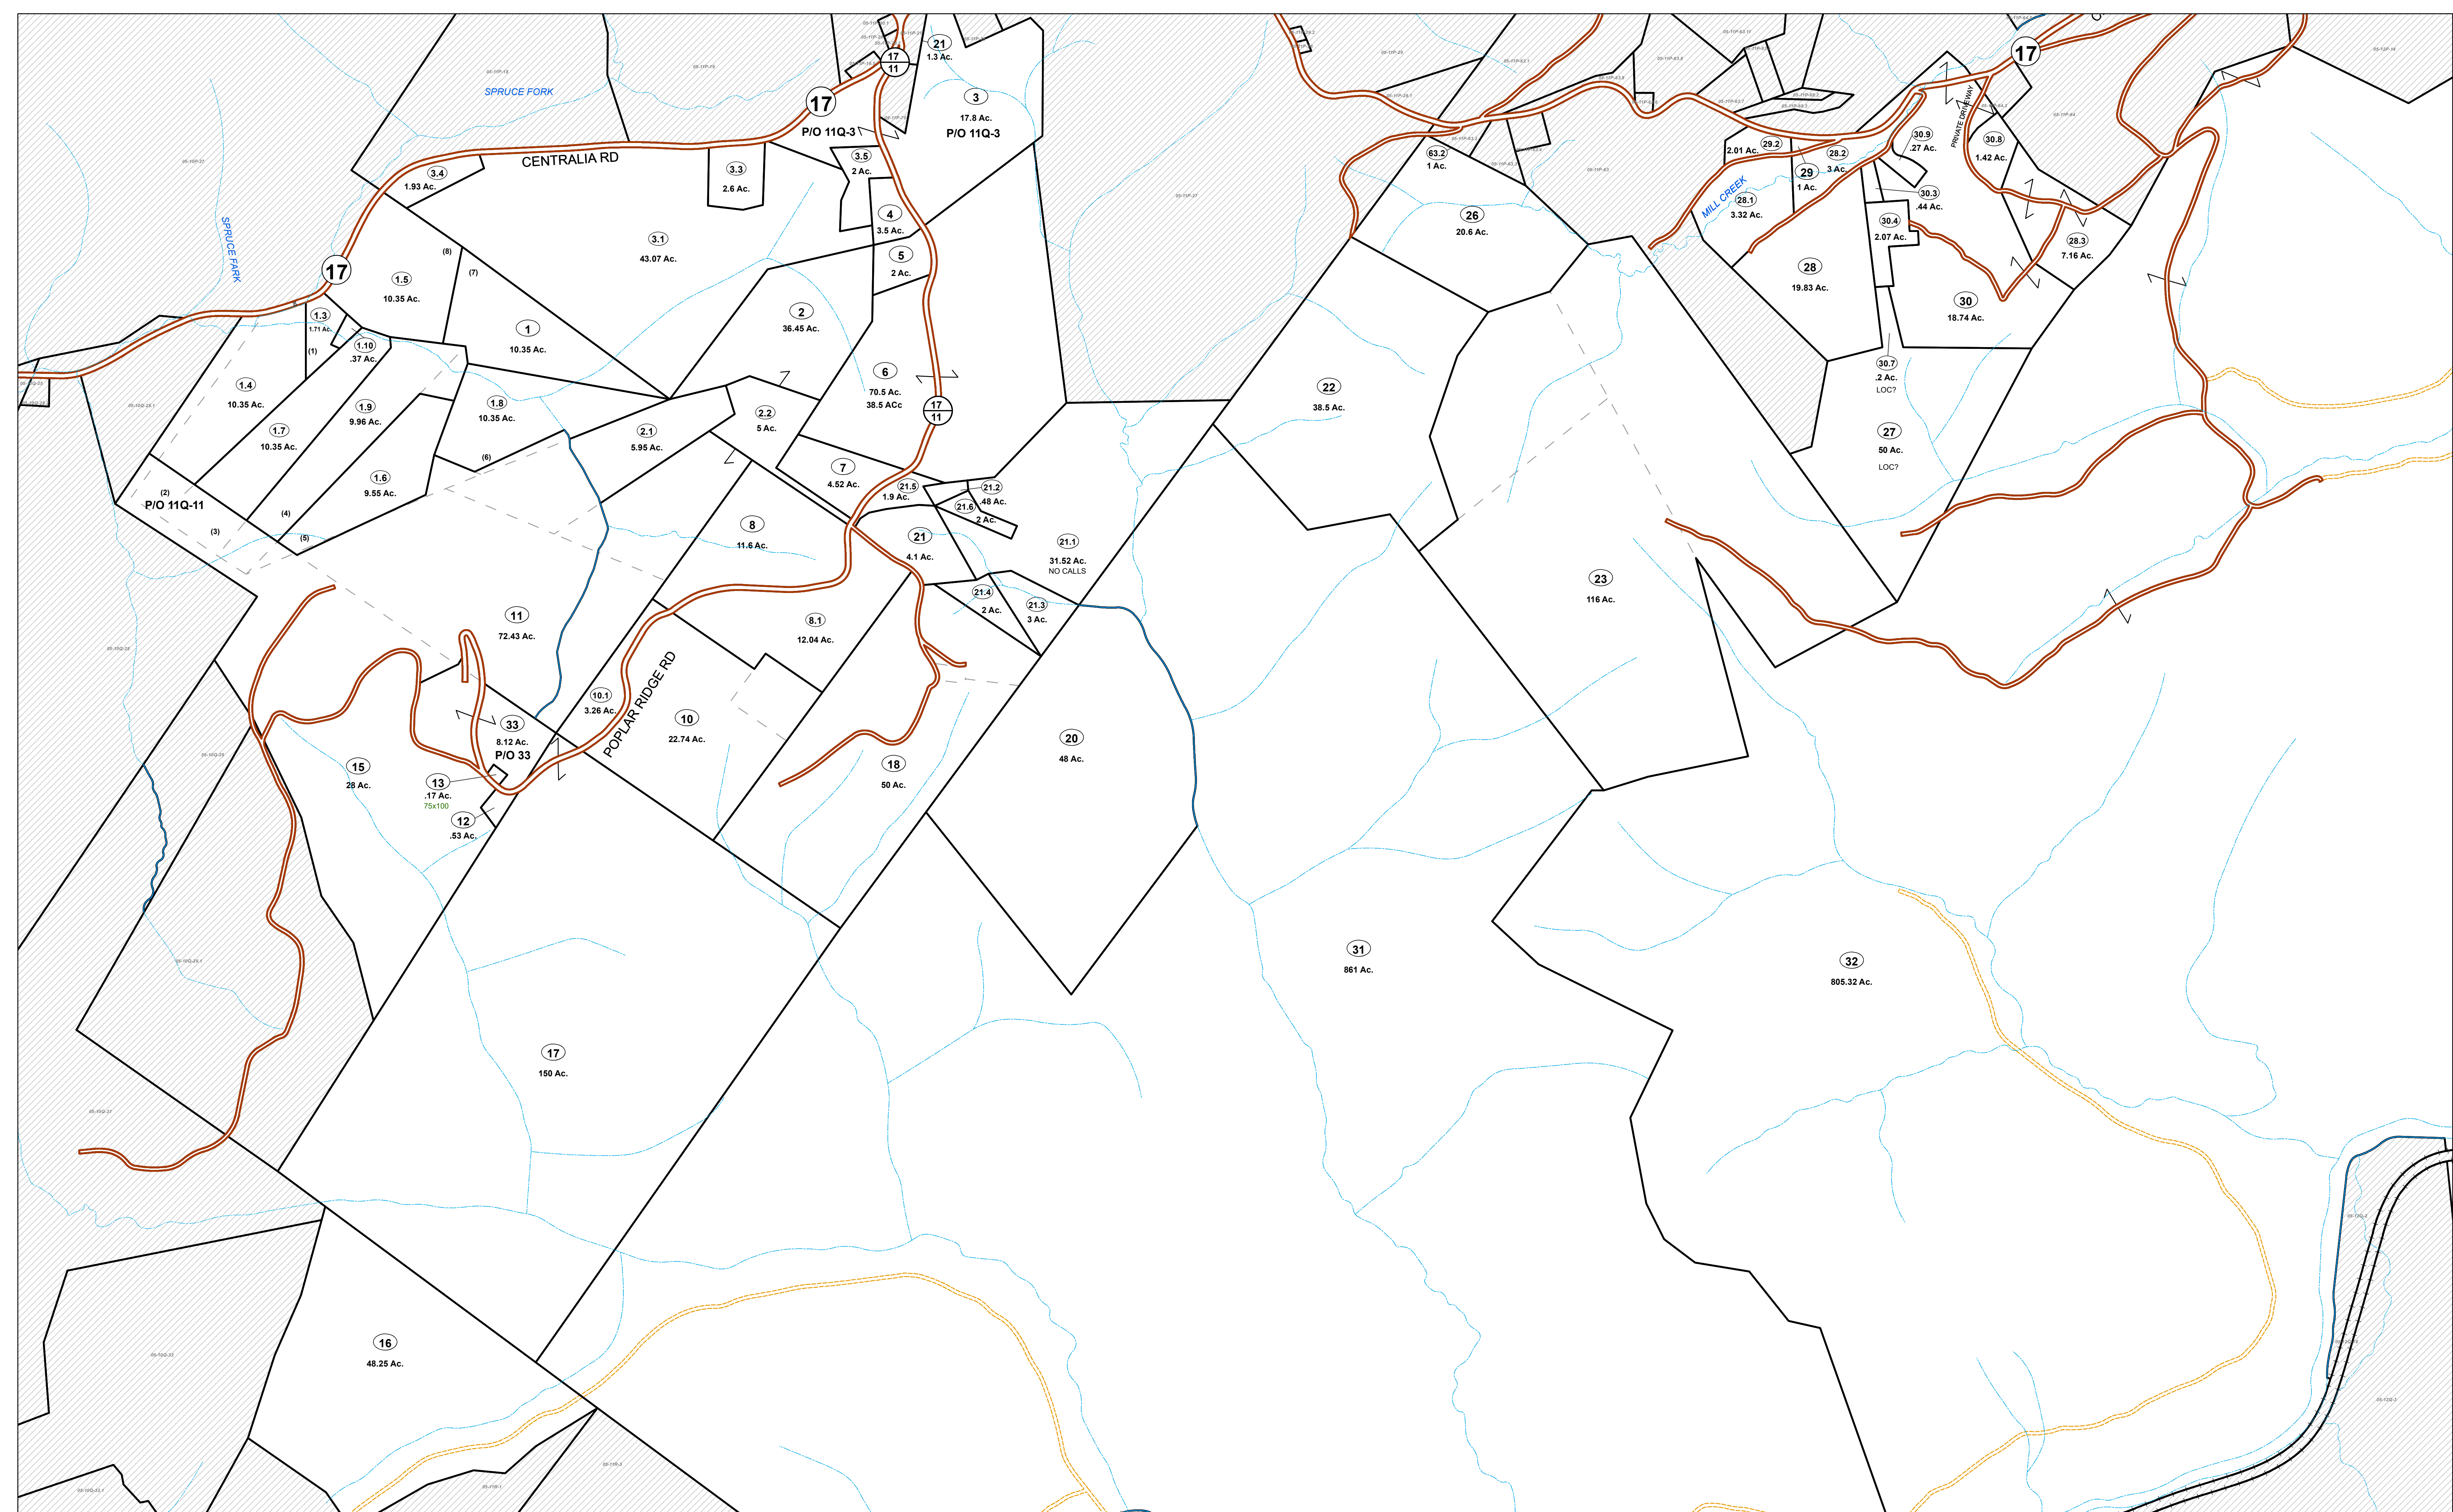 21
1.3 Ac.
17
11
17
SPRUCE FORK
17
3
17.8 Ac.
P/O 11Q-3
P/O 11Q-3
CENTRALIA RD
3.5
2 Ac.
3.3
2.6 Ac.
3.4
1.93 Ac.
63.2
1 Ac.
29.2
2.01 Ac.
29
1 Ac.
28.2
3 Ac.
30.9
.27 Ac.
PRIVATE DRIVEWAY
30.8
1.42 Ac.
30.3
.44 Ac.
MILL CREEK
28.1
3.32 Ac.
30.4
2.07 Ac.
28.3
7.16 Ac.
4
3.5 Ac.
26
20.6 Ac.
SPRUCE FARK
3.1
43.07 Ac.
5
2 Ac.
(8)
(7)
17
1.5
10.35 Ac.
28
19.83 Ac.
30
18.74 Ac.
1.3
1.71 Ac.
(1)
1.10
.37 Ac.
1
10.35 Ac.
2
36.45 Ac.
30.7
.2 Ac.
LOC?
6
70.5 Ac.
38.5 ACc
22
38.5 Ac.
1.4
10.35 Ac.
1.9
9.96 Ac.
1.8
10.35 Ac.
2.2
5 Ac.
17
11
1.7
10.35 Ac.
2.1
5.95 Ac.
27
50 Ac.
LOC?
(6)
1.6
9.55 Ac.
7
4.52 Ac.
21.5
1.9 Ac.
21.2
.48 Ac.
21.6
2 Ac.
(2)
P/O 11Q-11
(4)
(3)
(5)
8
11.6 Ac.
21
4.1 Ac.
21.1
31.52 Ac.
NO CALLS
23
116 Ac.
21.4
2 Ac.
21.3
3 Ac.
11
72.43 Ac.
8.1
12.04 Ac.
10.1
3.26 Ac.
POPLAR RIDGE RD
10
22.74 Ac.
33
8.12 Ac.
P/O 33
20
48 Ac.
15
28 Ac.
13
.17 Ac.
75x100
18
50 Ac.
12
.53 Ac.
31
861 Ac.
32
805.32 Ac.
17
150 Ac.
16
48.25 Ac.